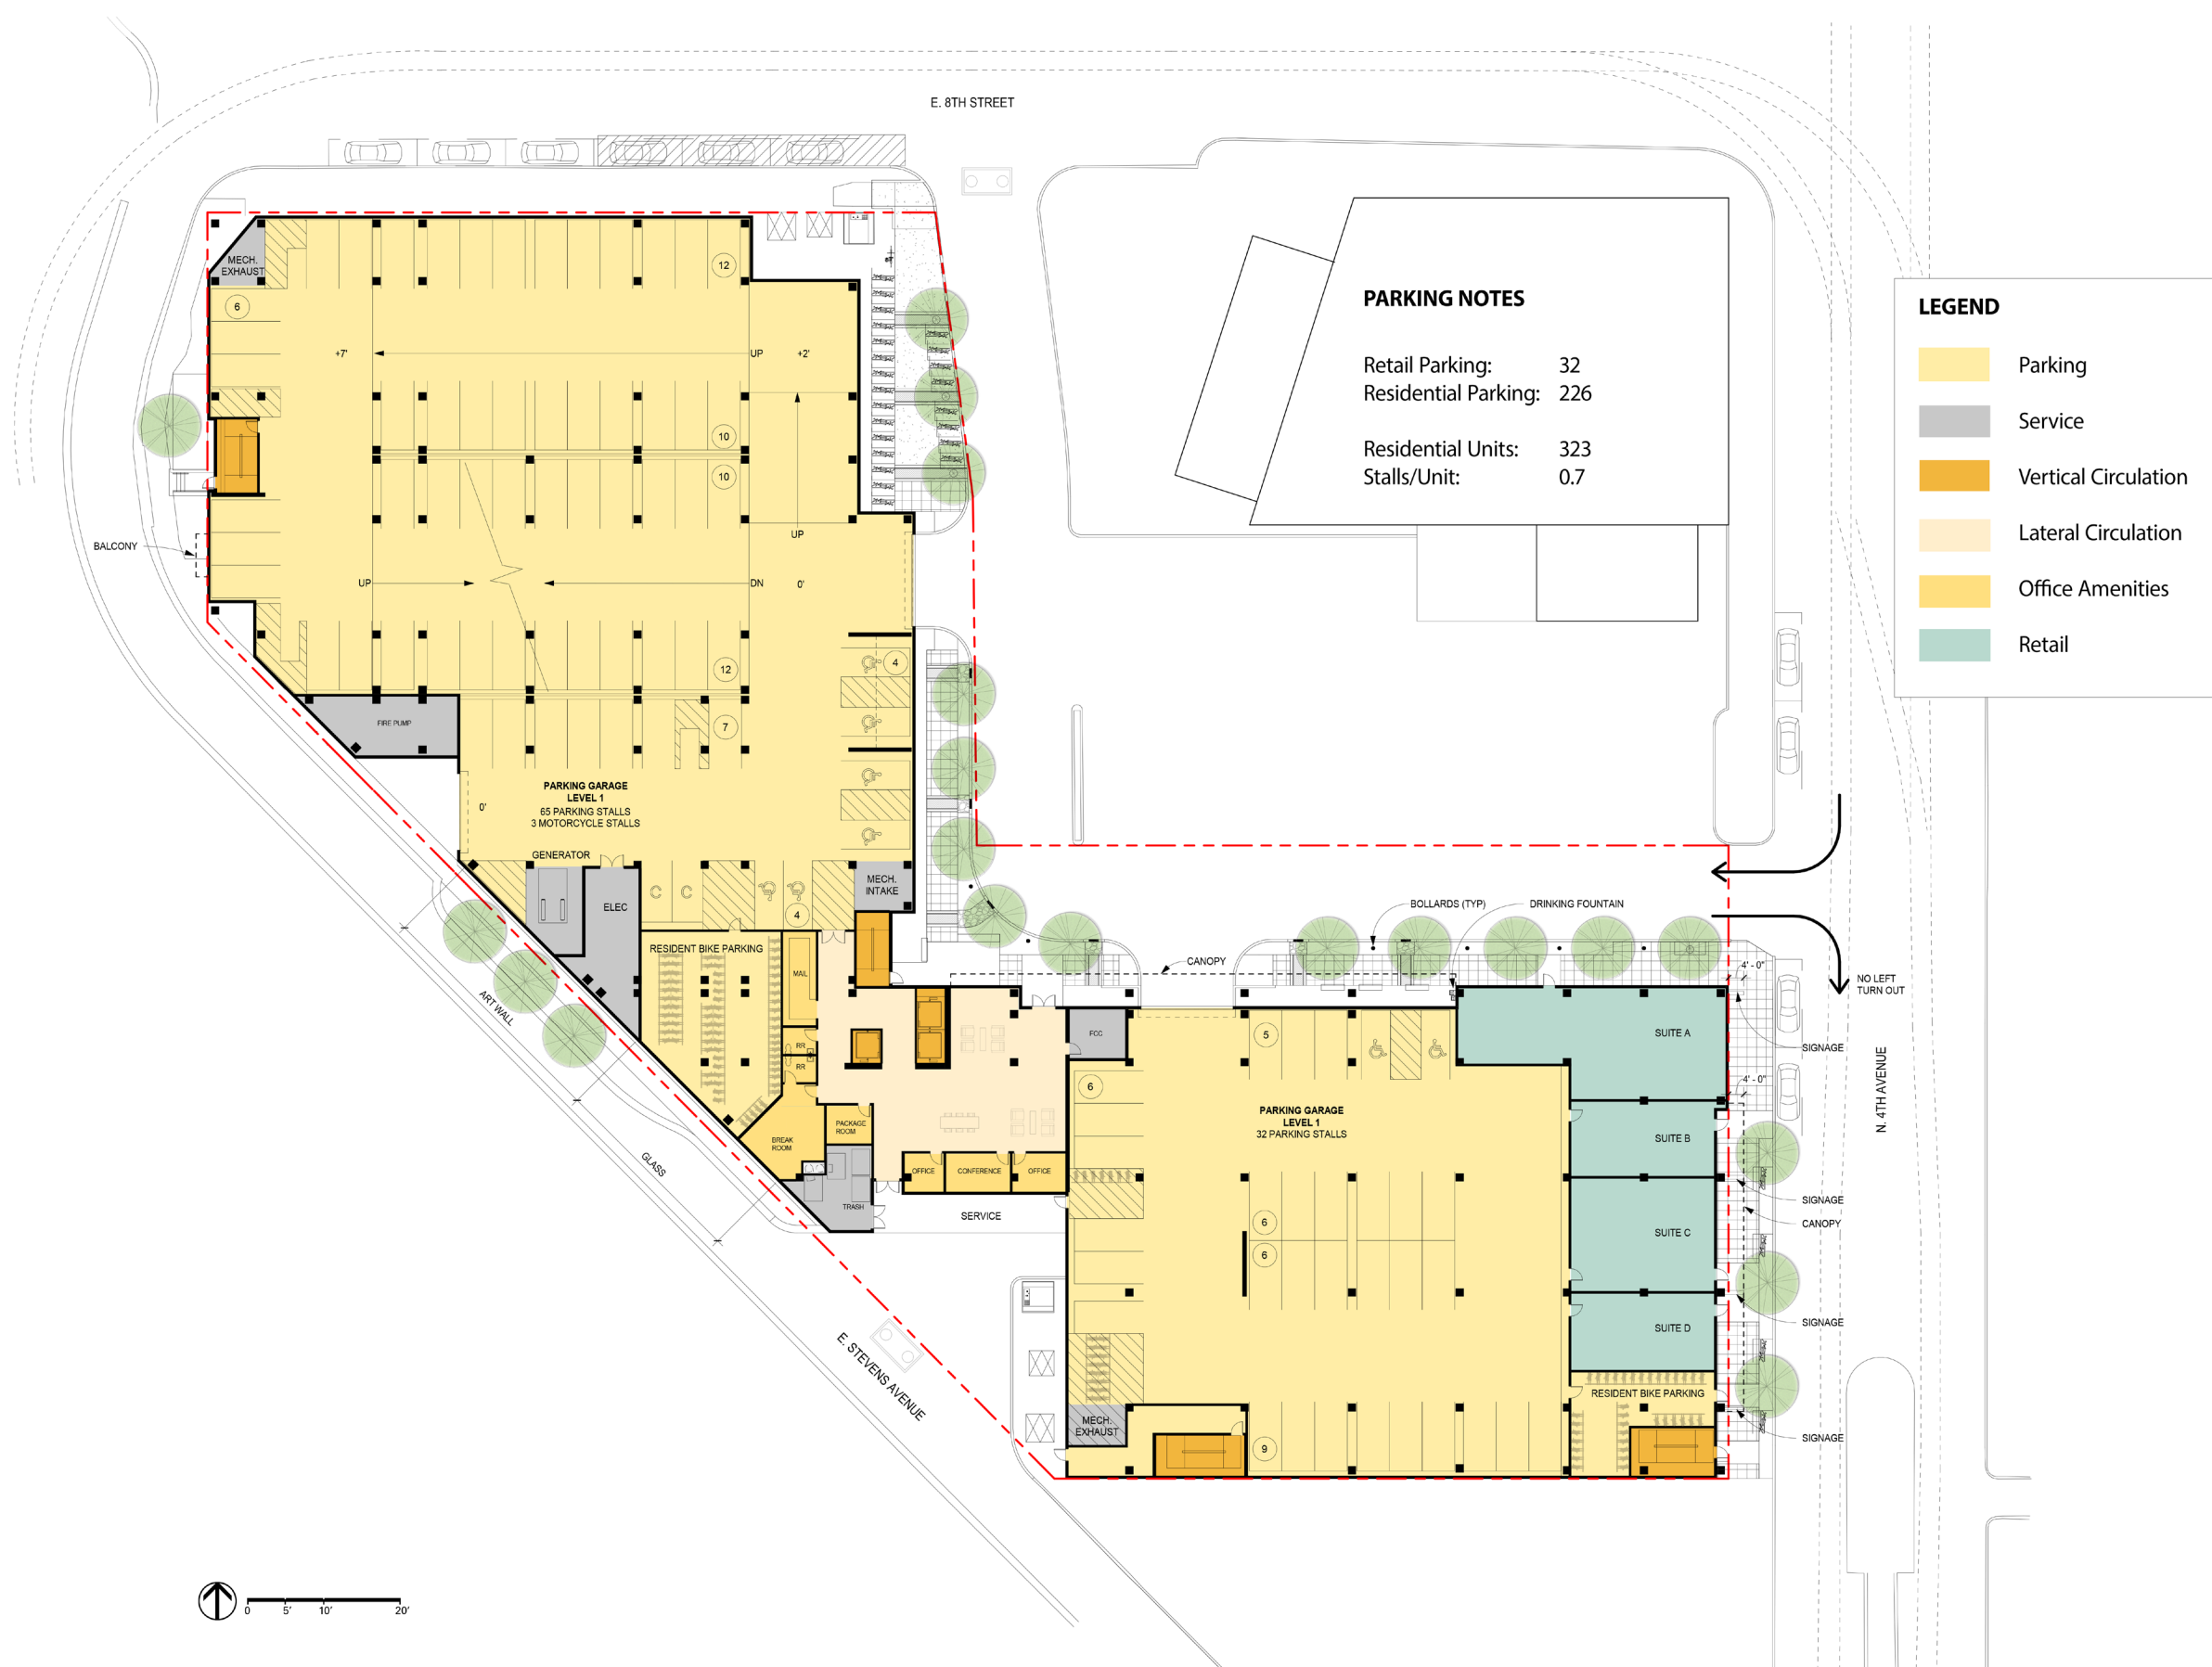 E. 8TH STREET
MECH.
EXHAUST
12
6
+7'
UP
+2'
10
10
UP
BALCONY
UP
DN
0'
12
4
FIRE PUMP
7
PARKING GARAGE
LEVEL 1
65 PARKING STALLS
3 MOTORCYCLE STALLS
0'
GENERATOR
ELEC
C
C
4
MECH.
INTAKE
RESIDENT BIKE PARKING
MAIL
RR
RR
BREAK
ROOM
PACKAGE
ROOM
TRASH
OFFICE
CONFERENCE
OFFICE
SERVICE
ART WALL
GLASS
E. STEVENS AVENUE
PARKING NOTES
Retail Parking: 32
Residential Parking: 226
Residential Units: 323
Stalls/Unit: 0.7
LEGEND
Parking
Service
Vertical Circulation
Lateral Circulation
Office Amenities
Retail
BOLLARDS (TYP)
DRINKING FOUNTAIN
CANOPY
4' - 0"
NO LEFT
TURN OUT
FCC
5
6
PARKING GARAGE
LEVEL 1
32 PARKING STALLS
6
6
9
MECH.
EXHAUST
SUITE A
SUITE B
SUITE C
SUITE D
RESIDENT BIKE PARKING
SIGNAGE
4' - 0"
SIGNAGE
CANOPY
SIGNAGE
SIGNAGE
N. 4TH AVENUE
0 5' 10' 20'